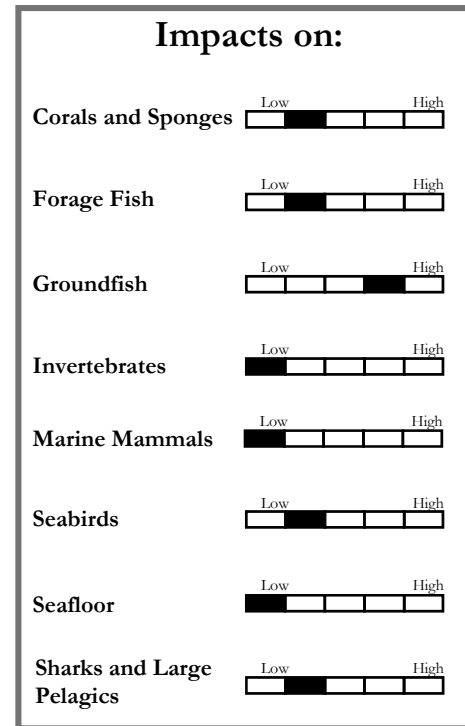 Impacts on:
Low High
Corals and Sponges
Low High
Forage Fish
Low High
Groundfish
Low High
Invertebrates
Low High
Marine Mammals
Low High
Seabirds
Low High
Seafloor
Low High
Sharks and Large
Pelagics